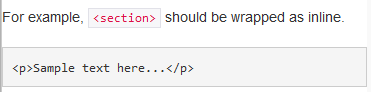 For example, <section> should be wrapped as inline.
<p>Sample text here...</p>